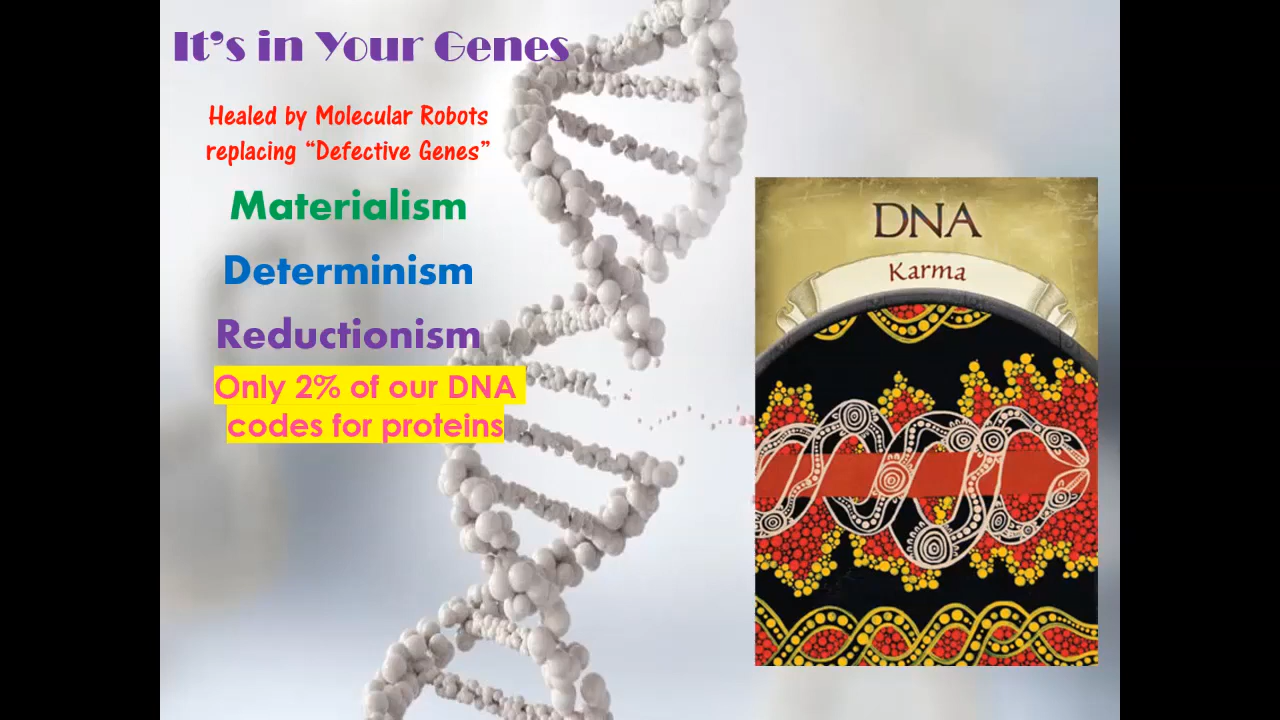 It's in Your Genes
Healed by Molecular Robots
replacing “Defective Genes”
Materialism
Determinism
Reductionism
Only 2% of our DNA
codes for proteins
DNA
Karma